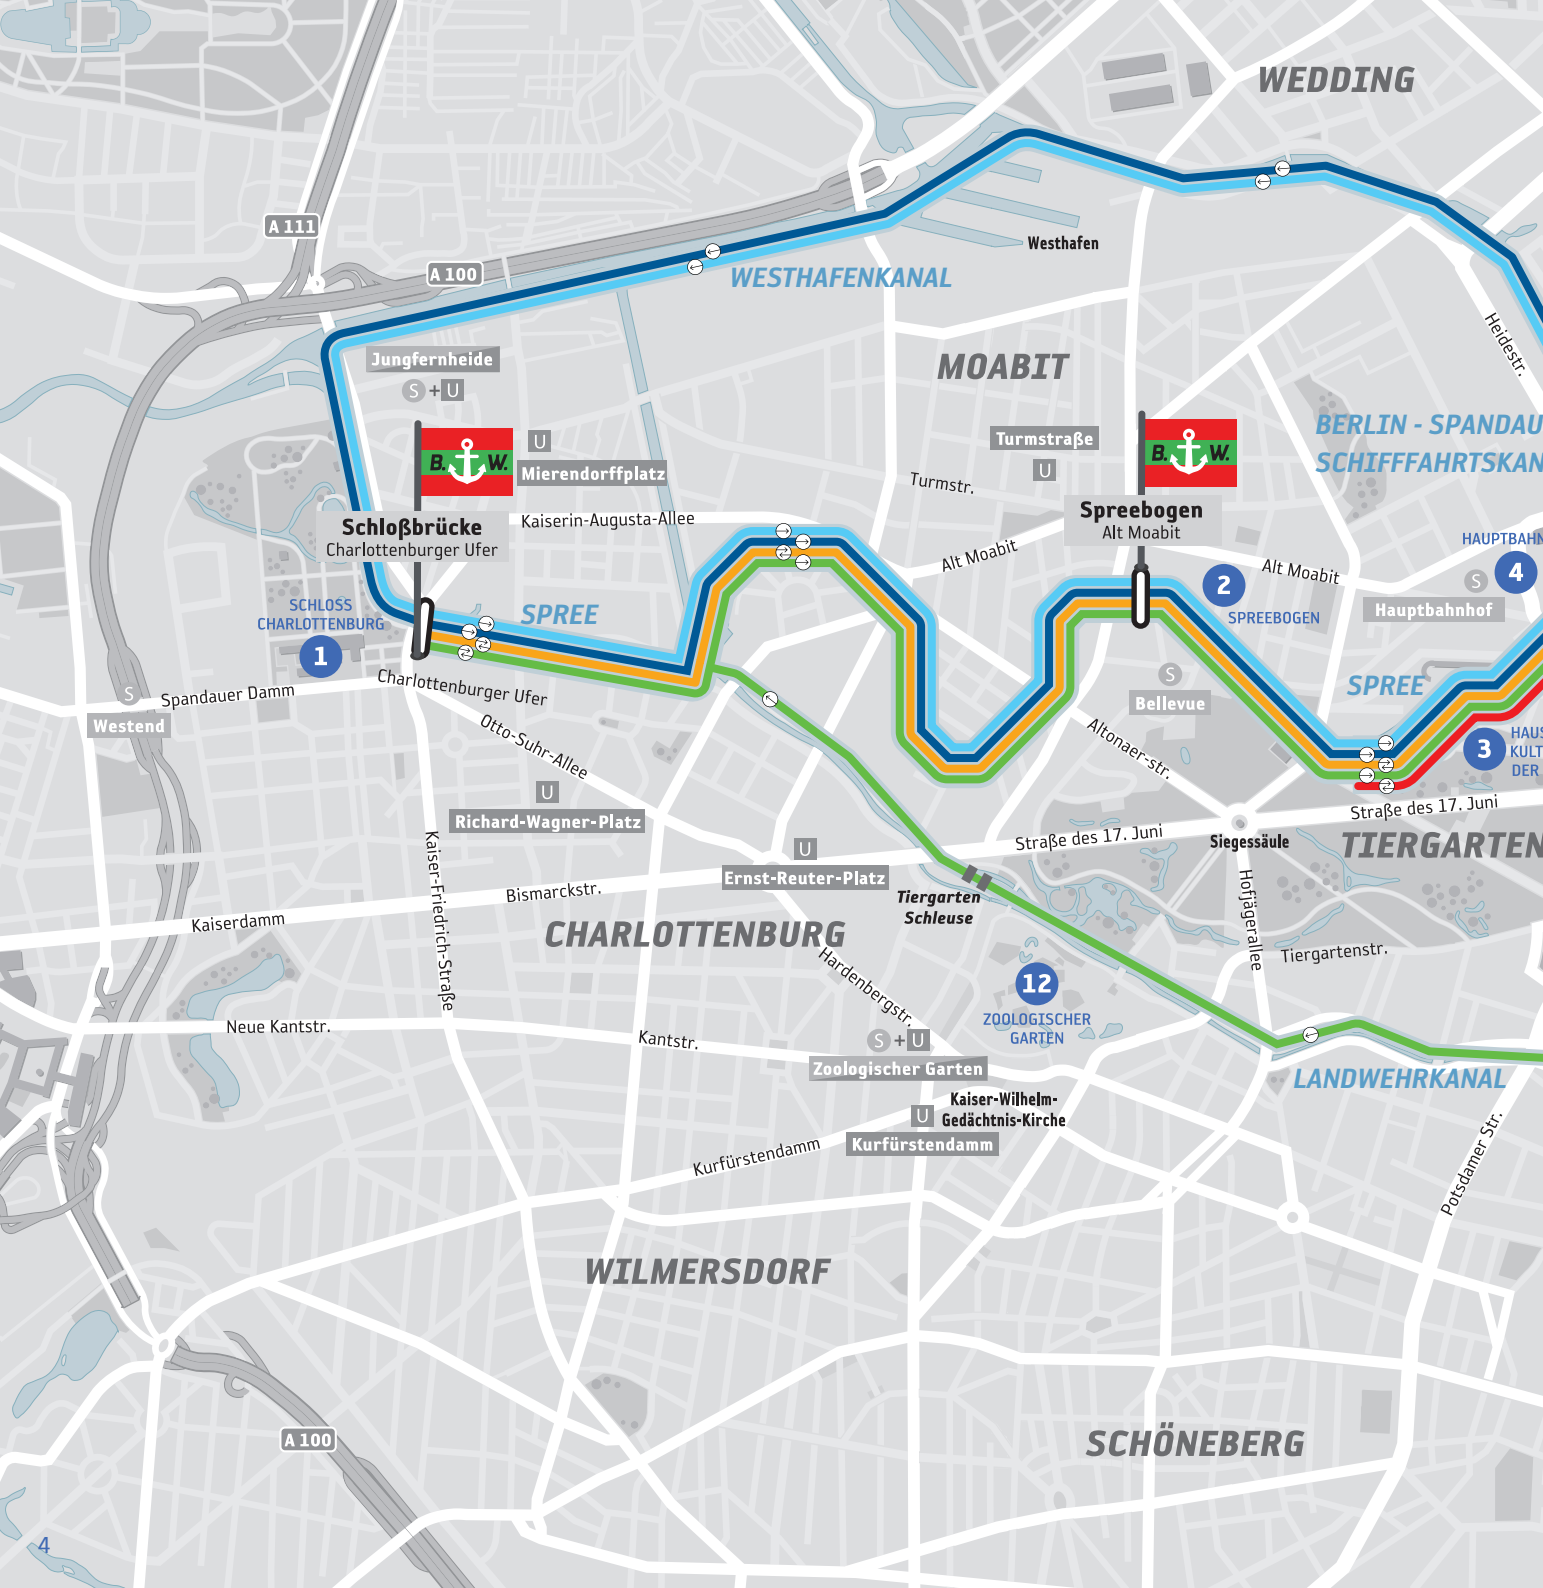 WEDDING
A 111
A 100
Westhafen
WESTHAFENKANAL
Heidestr.
Jungfernheide
S + U
MOABIT
BERLIN - SPANDAU
SCHIFFFAHRTSKAN
B. W.
U
Mierendorffplatz
Turmstraße
U
B. W.
Turmstr.
Schloßbrücke
Charlottenburger Ufer
Kaiserin-Augusta-Allee
Spreebogen
Alt Moabit
Alt Moabit
Alt Moabit
HAUPTBAHN
4
S
Hauptbahnhof
2
SPREEBOGEN
SCHLOSS
CHARLOTTENBURG
1
SPREE
SPREE
S
Bellevue
S
Westend
Spandauer Damm
Charlottenburger Ufer
Otto-Suhr-Allee
Altonaer-str.
3
HAUS
KULT
DER
U
Richard-Wagner-Platz
Straße des 17. Juni
Straße des 17. Juni
Siegessäule
TIERGARTEN
Kaiser-Friedrich-Straße
U
Ernst-Reuter-Platz
Bismarckstr.
Kaiserdamm
Tiergarten
Schleuse
Hofjägerallee
CHARLOTTENBURG
Tiergartenstr.
Hardenbergstr.
12
ZOOLOGISCHER
GARTEN
Neue Kantstr.
Kantstr.
S + U
Zoologischer Garten
LANDWEHRKANAL
Kaiser-Wilhelm-
Gedächtnis-Kirche
U
Kurfürstendamm
Kurfürstendamm
Potsdamer Str.
WILMERSDORF
A 100
SCHÖNEBERG
4